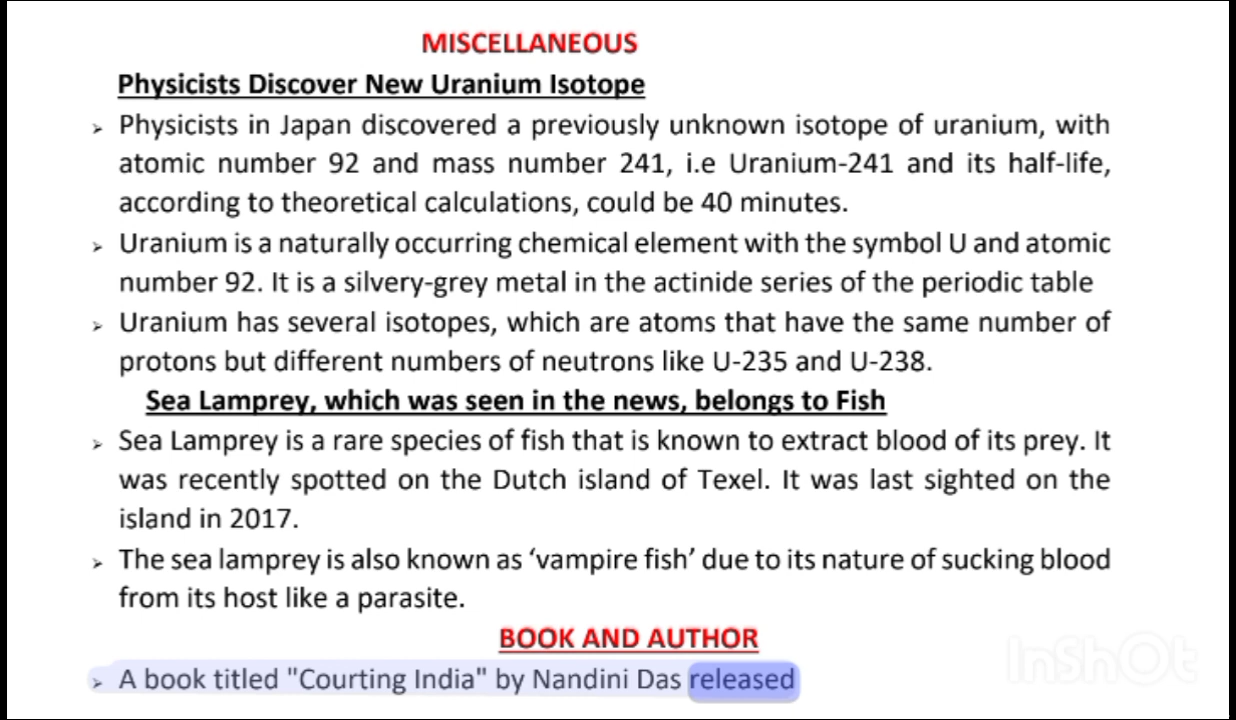 MISCELLANEOUS
Physicists Discover New Uranium Isotope
➢ Physicists in Japan discovered a previously unknown isotope of uranium, with
atomic number 92 and mass number 241, i.e Uranium-241 and its half-life,
according to theoretical calculations, could be 40 minutes.
➢ Uranium is a naturally occurring chemical element with the symbol U and atomic
number 92. It is a silvery-grey metal in the actinide series of the periodic table
➢ Uranium has several isotopes, which are atoms that have the same number of
protons but different numbers of neutrons like U-235 and U-238.
Sea Lamprey, which was seen in the news, belongs to Fish
➢ Sea Lamprey is a rare species of fish that is known to extract blood of its prey. It
was recently spotted on the Dutch island of Texel. It was last sighted on the
island in 2017.
➢ The sea lamprey is also known as ‘vampire fish’ due to its nature of sucking blood
from its host like a parasite.
BOOK AND AUTHOR
➢ A book titled "Courting India" by Nandini Das released
InShOt